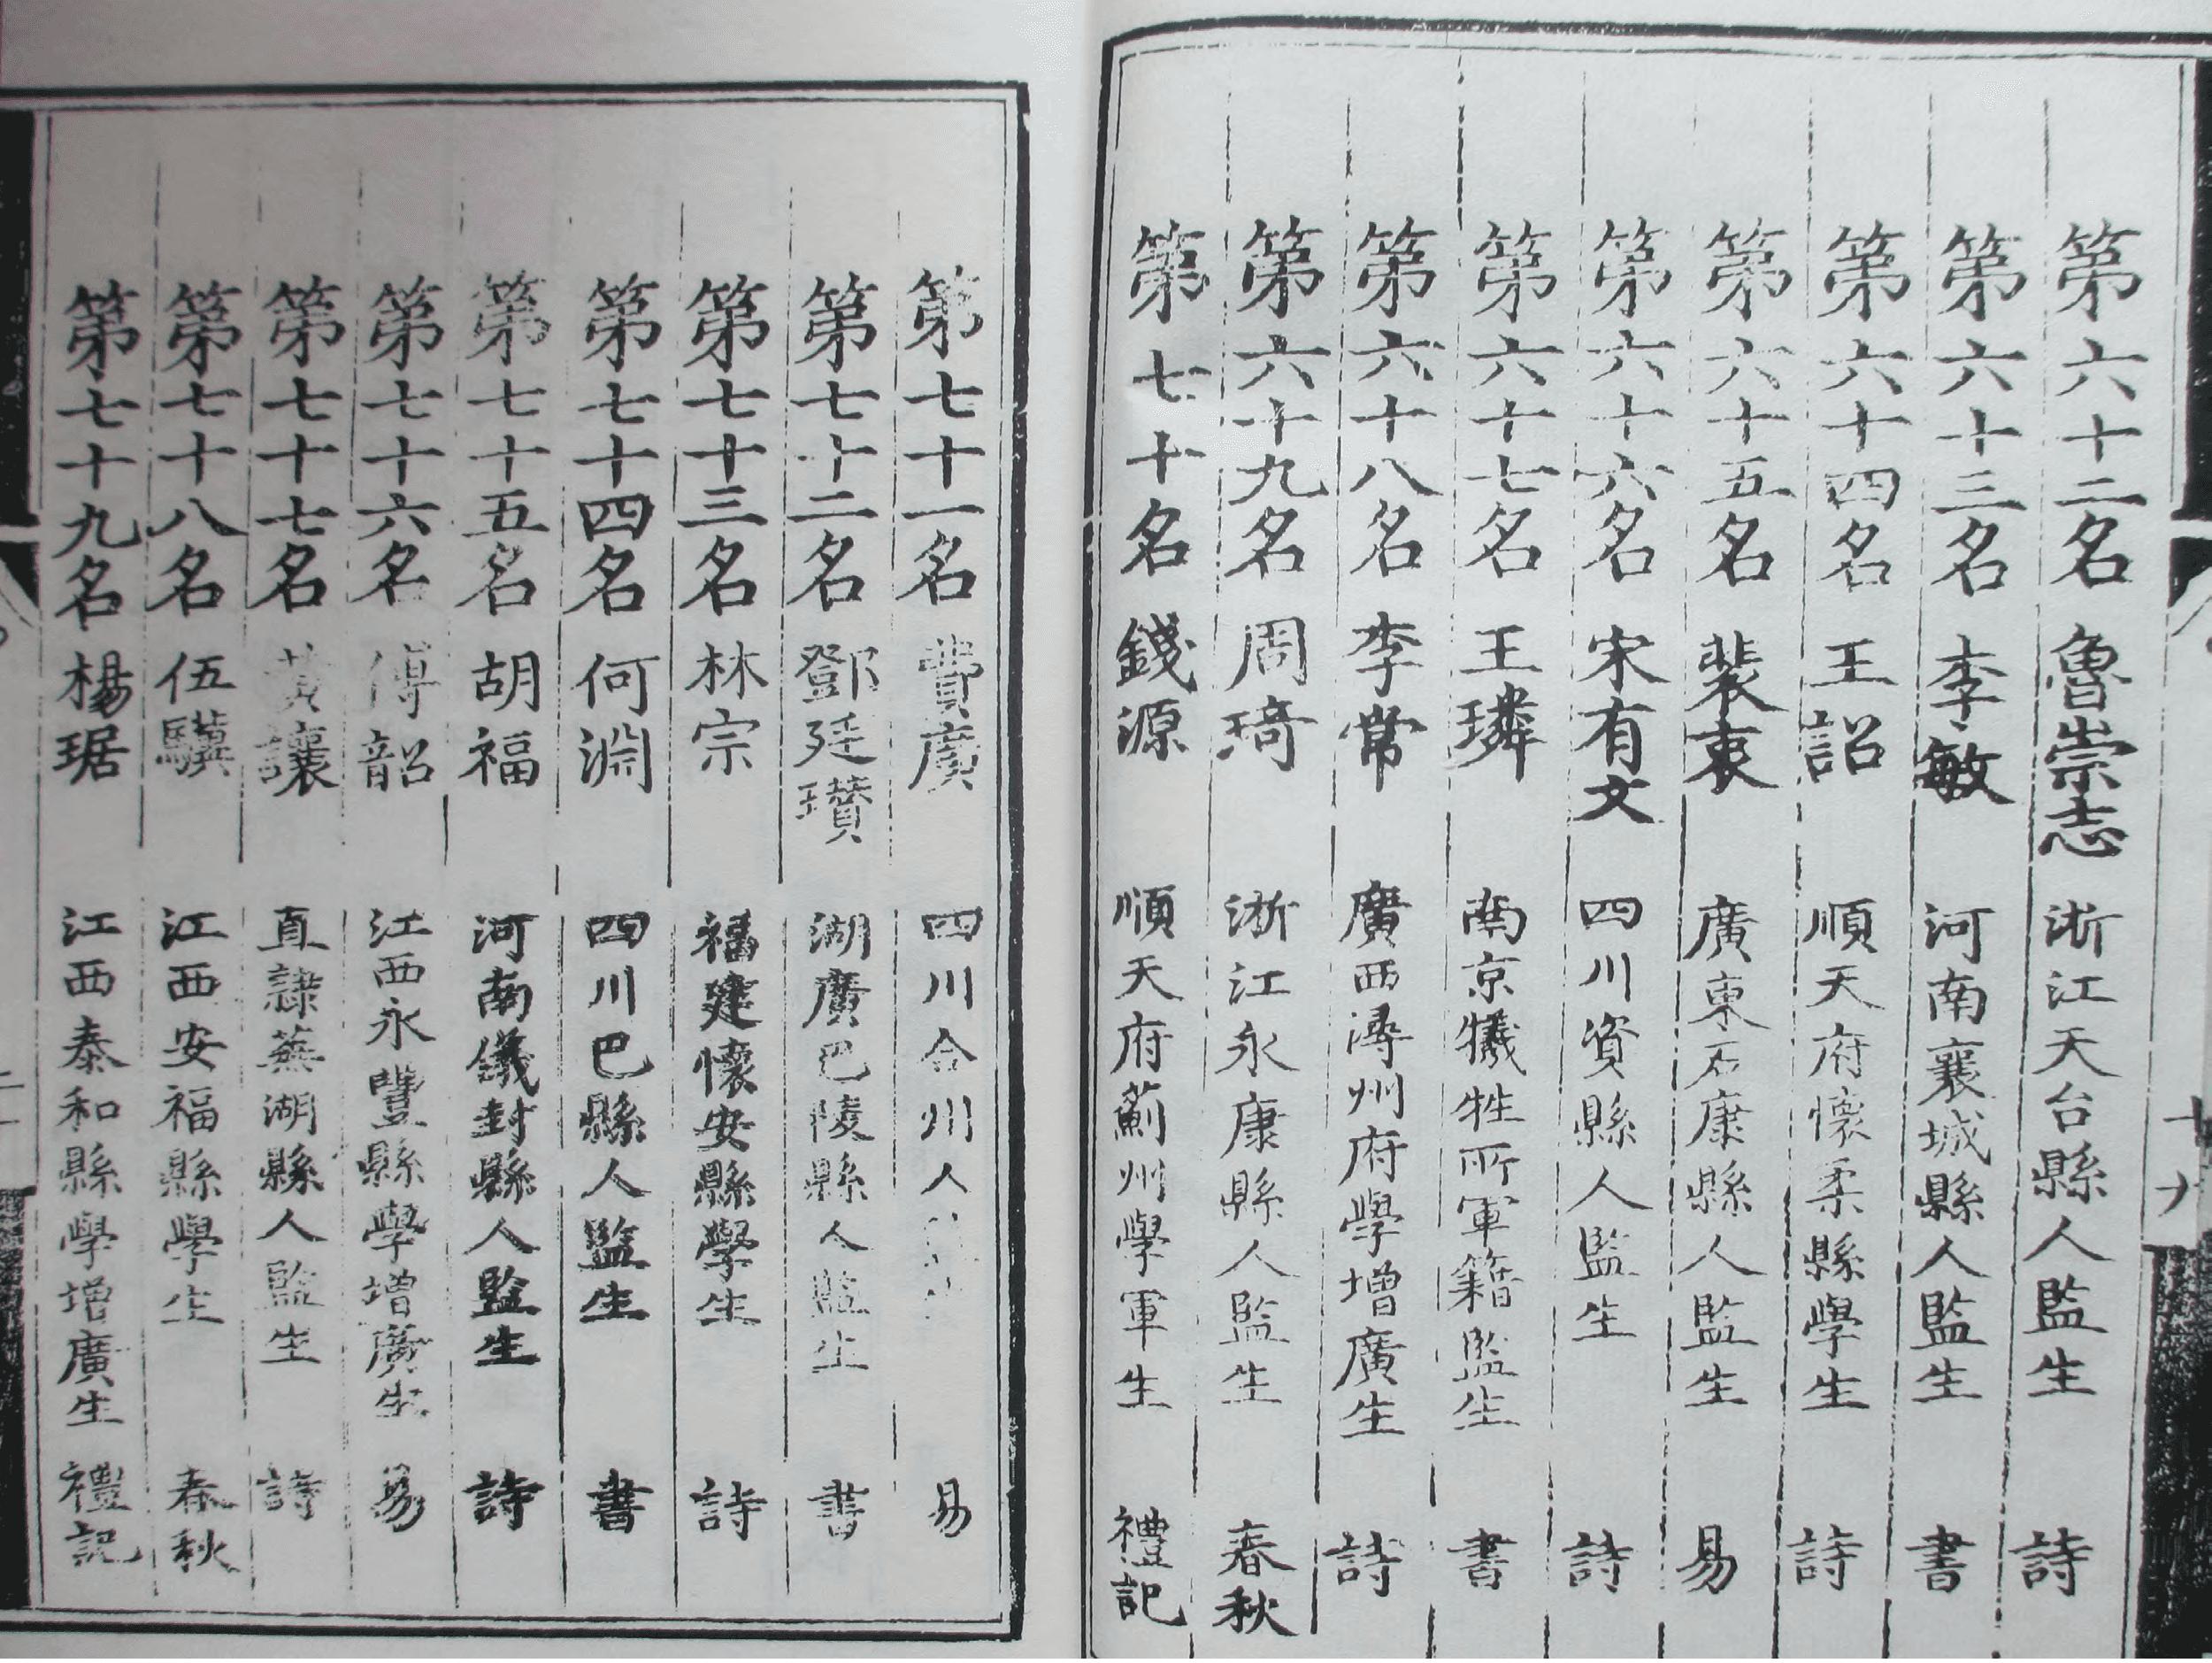 第六十二名 魯崇志 浙江天台縣人監生 詩
第六十三名 李敏 河南襄城縣人監生 書
第六十四名 王詔 順天府懷柔縣學生 詩
第六十五名 裴衷 廣東石康縣人監生 易
第六十六名 宋有文 四川資縣人監生 詩
第六十七名 王璘 南京犧牲所軍籍監生 書
第六十八名 李常 廣西潯州府學增廣生 詩
第六十九名 周琦 浙江永康縣人監生 春秋
第七十名 錢源 順天府薊州學軍生 禮記
第七十一名 費廣 四川合州人 易
第七十二名 鄧廷瓚 湖廣巴陵縣人監生 書
第七十三名 林宗 福建懷安縣學生 詩
第七十四名 何淵 四川巴縣人監生 書
第七十五名 胡福 河南儀封縣人監生 詩
第七十六名 傅韶 江西永豐縣學增廣生 易
第七十七名 黃讓 直隸蕪湖縣人監生 詩
第七十八名 伍驥 江西安福縣學生 春秋
第七十九名 楊琚 江西泰和縣學增廣生 禮記